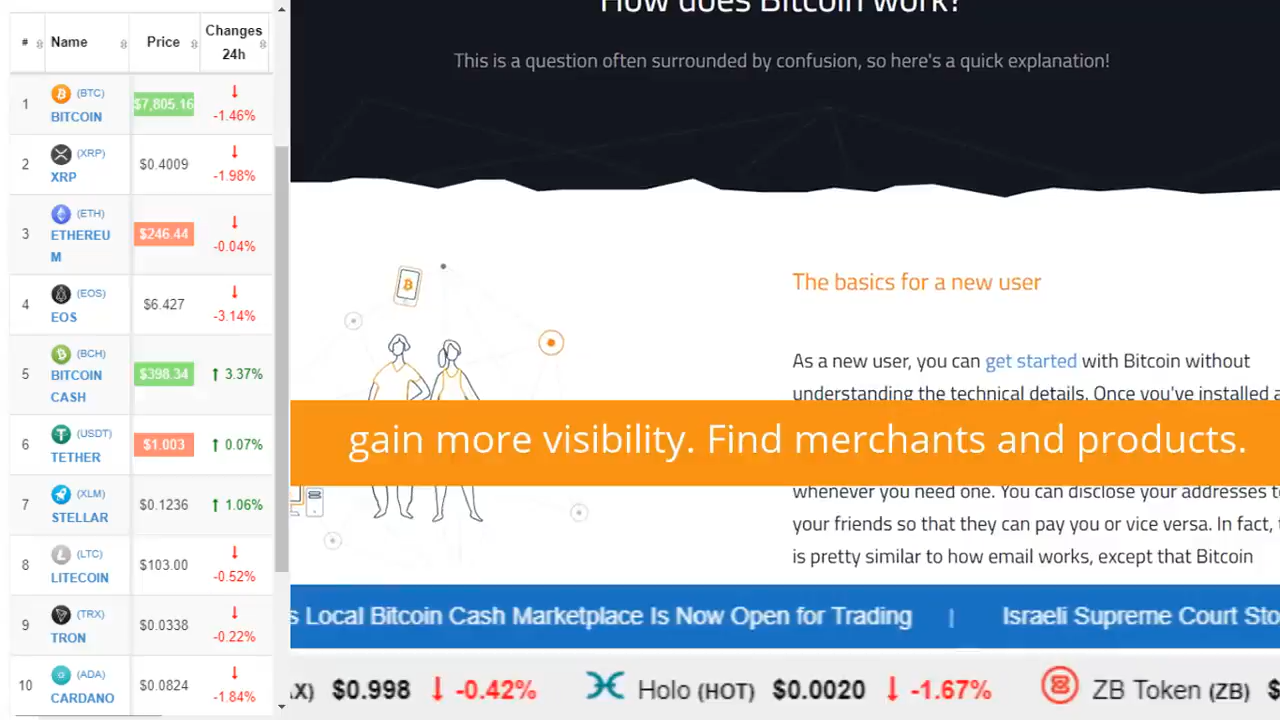 # Name Price Changes 24h
1 (BTC) BITCOIN $7,805.16 ↓ -1.46%
2 (XRP) XRP $0.4009 ↓ -1.98%
3 (ETH) ETHEREUM $246.44 ↓ -0.04%
4 (EOS) EOS $6.427 ↓ -3.14%
5 (BCH) BITCOIN CASH $398.34 ↑ 3.37%
6 (USDT) TETHER $1.003 ↑ 0.07%
7 (XLM) STELLAR $0.1236 ↑ 1.06%
8 (LTC) LITECOIN $103.00 ↓ -0.52%
9 (TRX) TRON $0.0338 ↓ -0.22%
10 (ADA) CARDANO $0.0824 ↓ -1.84%
How does Bitcoin work?
This is a question often surrounded by confusion, so here's a quick explanation!
The basics for a new user
As a new user, you can get started with Bitcoin without
understanding the technical details. Once you've installed a
gain more visibility. Find merchants and products.
whenever you need one. You can disclose your addresses to
your friends so that they can pay you or vice versa. In fact,
is pretty similar to how email works, except that Bitcoin
s Local Bitcoin Cash Marketplace Is Now Open for Trading | Israeli Supreme Court Sto
X) $0.998 ↓ -0.42% Holo (HOT) $0.0020 ↓ -1.67% ZB Token (ZB) $